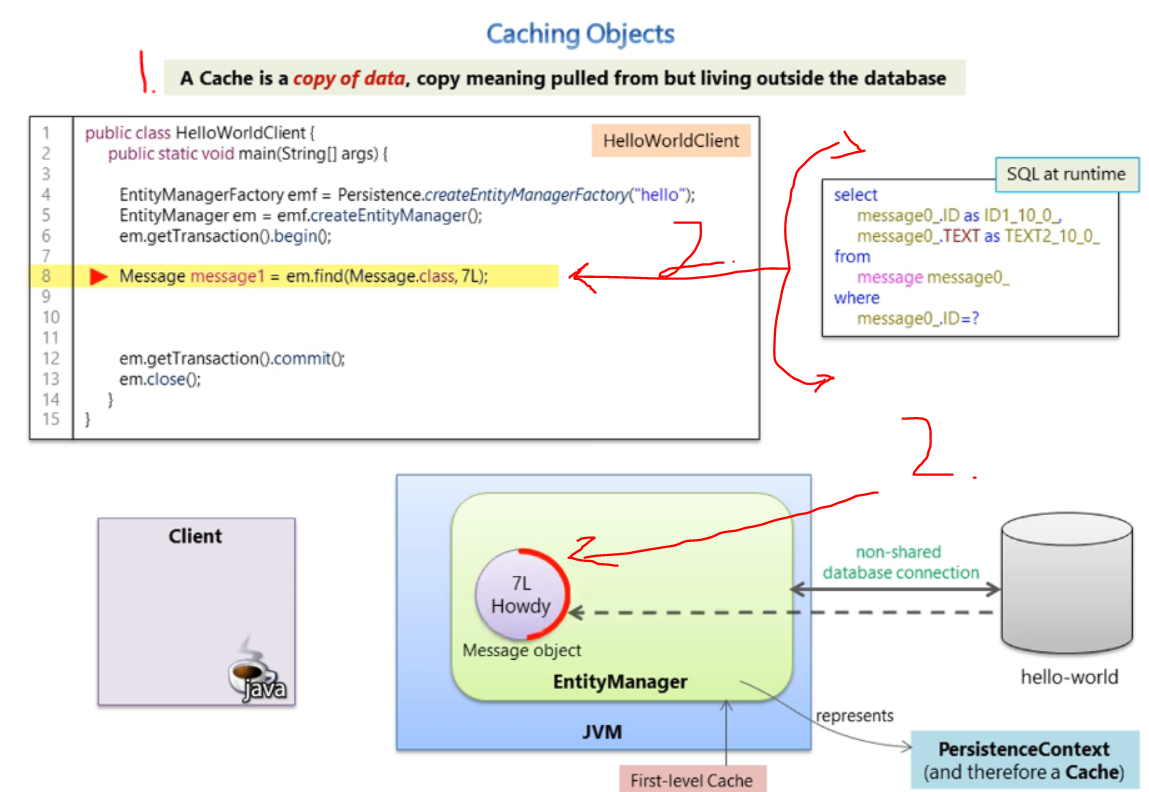 Caching Objects
1.
A Cache is a copy of data, copy meaning pulled from but living outside the database
HelloWorldClient
1 public class HelloWorldClient {
2 public static void main(String[] args) {
3
4 EntityManagerFactory emf = Persistence.createEntityManagerFactory("hello");
5 EntityManager em = emf.createEntityManager();
6 em.getTransaction().begin();
7
8 Message message1 = em.find(Message.class, 7L);
9
10
11
12 em.getTransaction().commit();
13 em.close();
14 }
15 }
2.
SQL at runtime
select
message0_.ID as ID1_10_0_,
message0_.TEXT as TEXT2_10_0_
from
message message0_
where
message0_.ID=?
2.
Client
java
7L
Howdy
Message object
EntityManager
JVM
First-level Cache
non-shared
database connection
hello-world
represents
PersistenceContext
(and therefore a Cache)